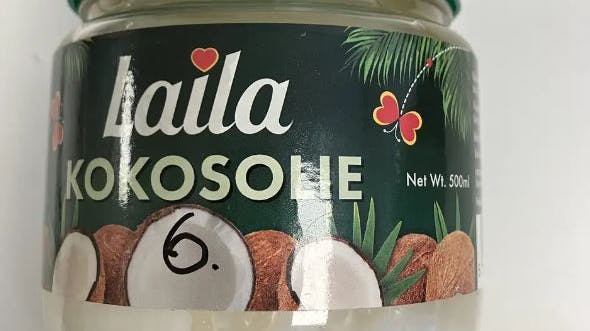 Laila
KOKOSOLIE
Net Wt. 500ml
6.